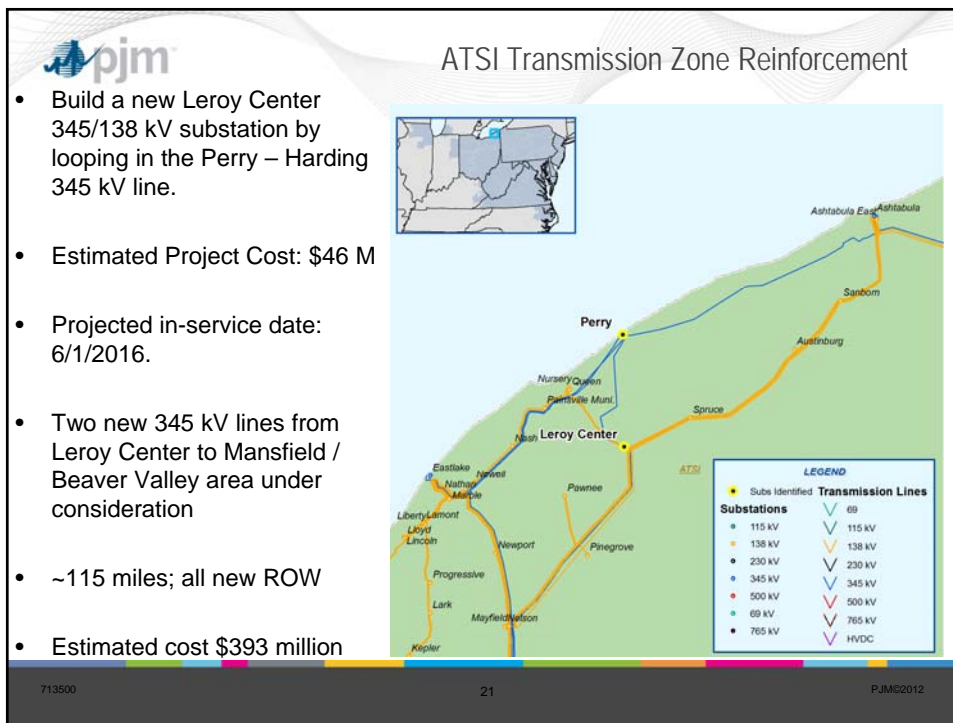 pjm
ATSI Transmission Zone Reinforcement
• Build a new Leroy Center
345/138 kV substation by
looping in the Perry – Harding
345 kV line.
• Estimated Project Cost: $46 M
• Projected in-service date:
6/1/2016.
• Two new 345 kV lines from
Leroy Center to Mansfield /
Beaver Valley area under
consideration
• ~115 miles; all new ROW
• Estimated cost $393 million
Ashtabula East
Ashtabula
Sanborn
Austinburg
Perry
Nursery
Queen
Painsville Muni.
Spruce
Nash
Leroy Center
Eastlake
Newell
Nathan
Marble
Pawnee
ATSI
Liberty
Lamont
Lloyd
Lincoln
Newport
Pinegrove
Progressive
Lark
Mayfield
Nelson
Kepler
LEGEND
Subs Identified
Substations
115 kV
138 kV
230 kV
345 kV
500 kV
69 kV
765 kV
Transmission Lines
69
115 kV
138 kV
230 kV
345 kV
500 kV
765 kV
HVDC
713500
21
PJM©2012